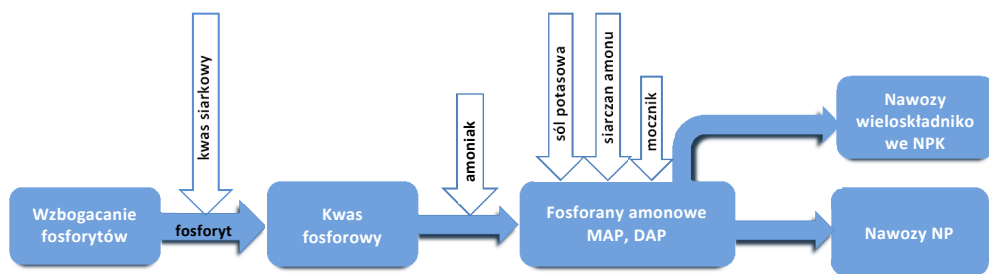 kwas siarkowy
amoniak
sól potasowa
siarczan amonu
mocznik
Nawozy
wieloskładniko
we NPK
Wzbogacanie
fosforytów
fosforyt
Kwas
fosforowy
Fosforany amonowe
MAP, DAP
Nawozy NP